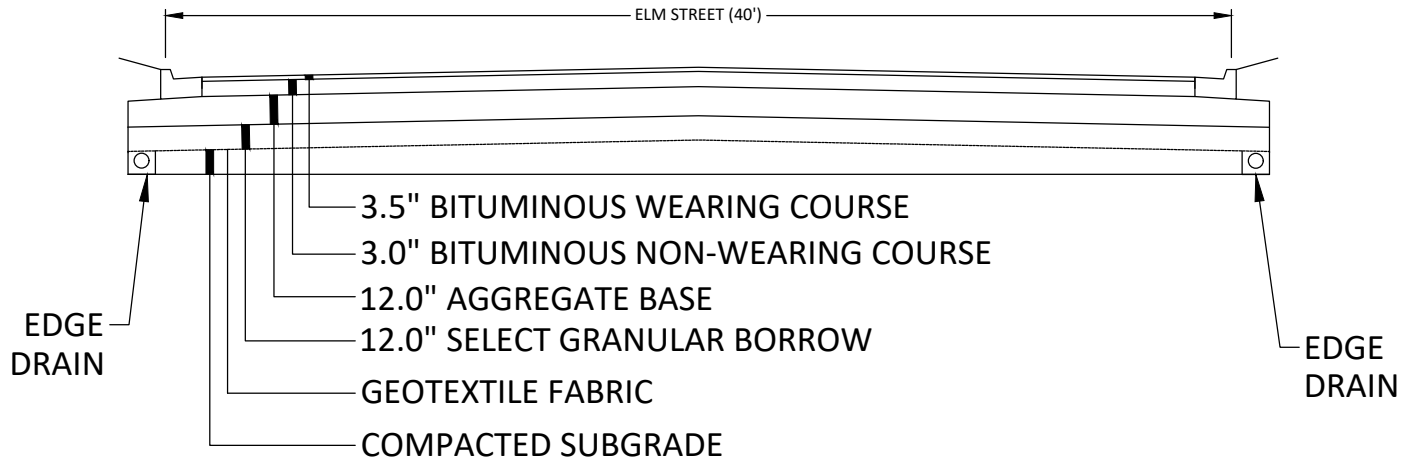 ELM STREET (40')
3.5" BITUMINOUS WEARING COURSE
3.0" BITUMINOUS NON-WEARING COURSE
12.0" AGGREGATE BASE
12.0" SELECT GRANULAR BORROW
GEOTEXTILE FABRIC
COMPACTED SUBGRADE
EDGE
DRAIN
EDGE
DRAIN